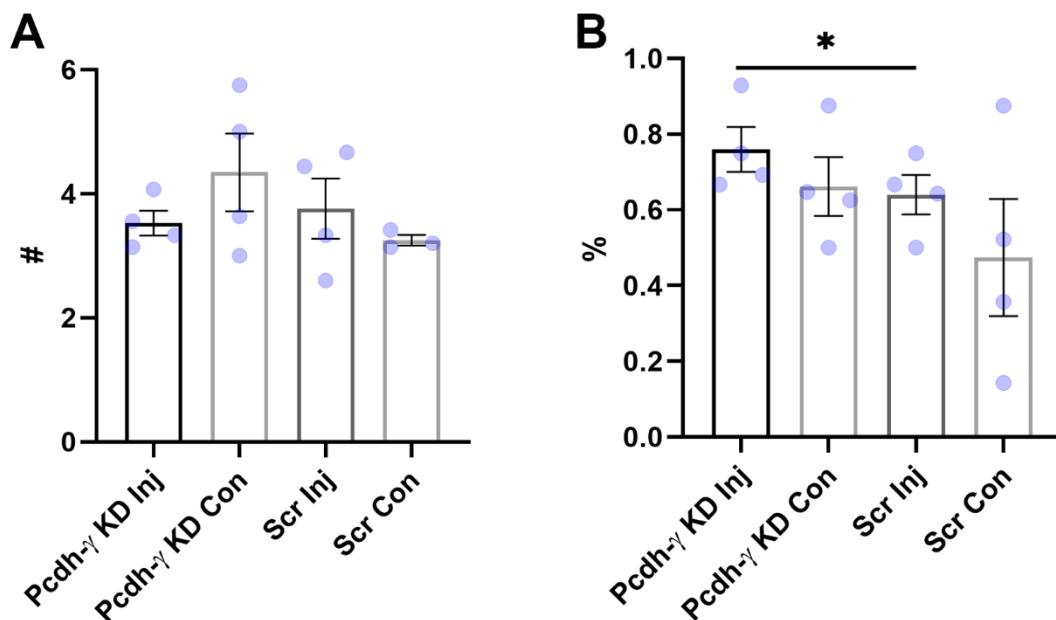 A
#
6
4
2
0
Pcdh-γ KD Inj
Pcdh-γ KD Con
Scr Inj
Scr Con
B
*
%
1.0
0.8
0.6
0.4
0.2
0.0
Pcdh-γ KD Inj
Pcdh-γ KD Con
Scr Inj
Scr Con